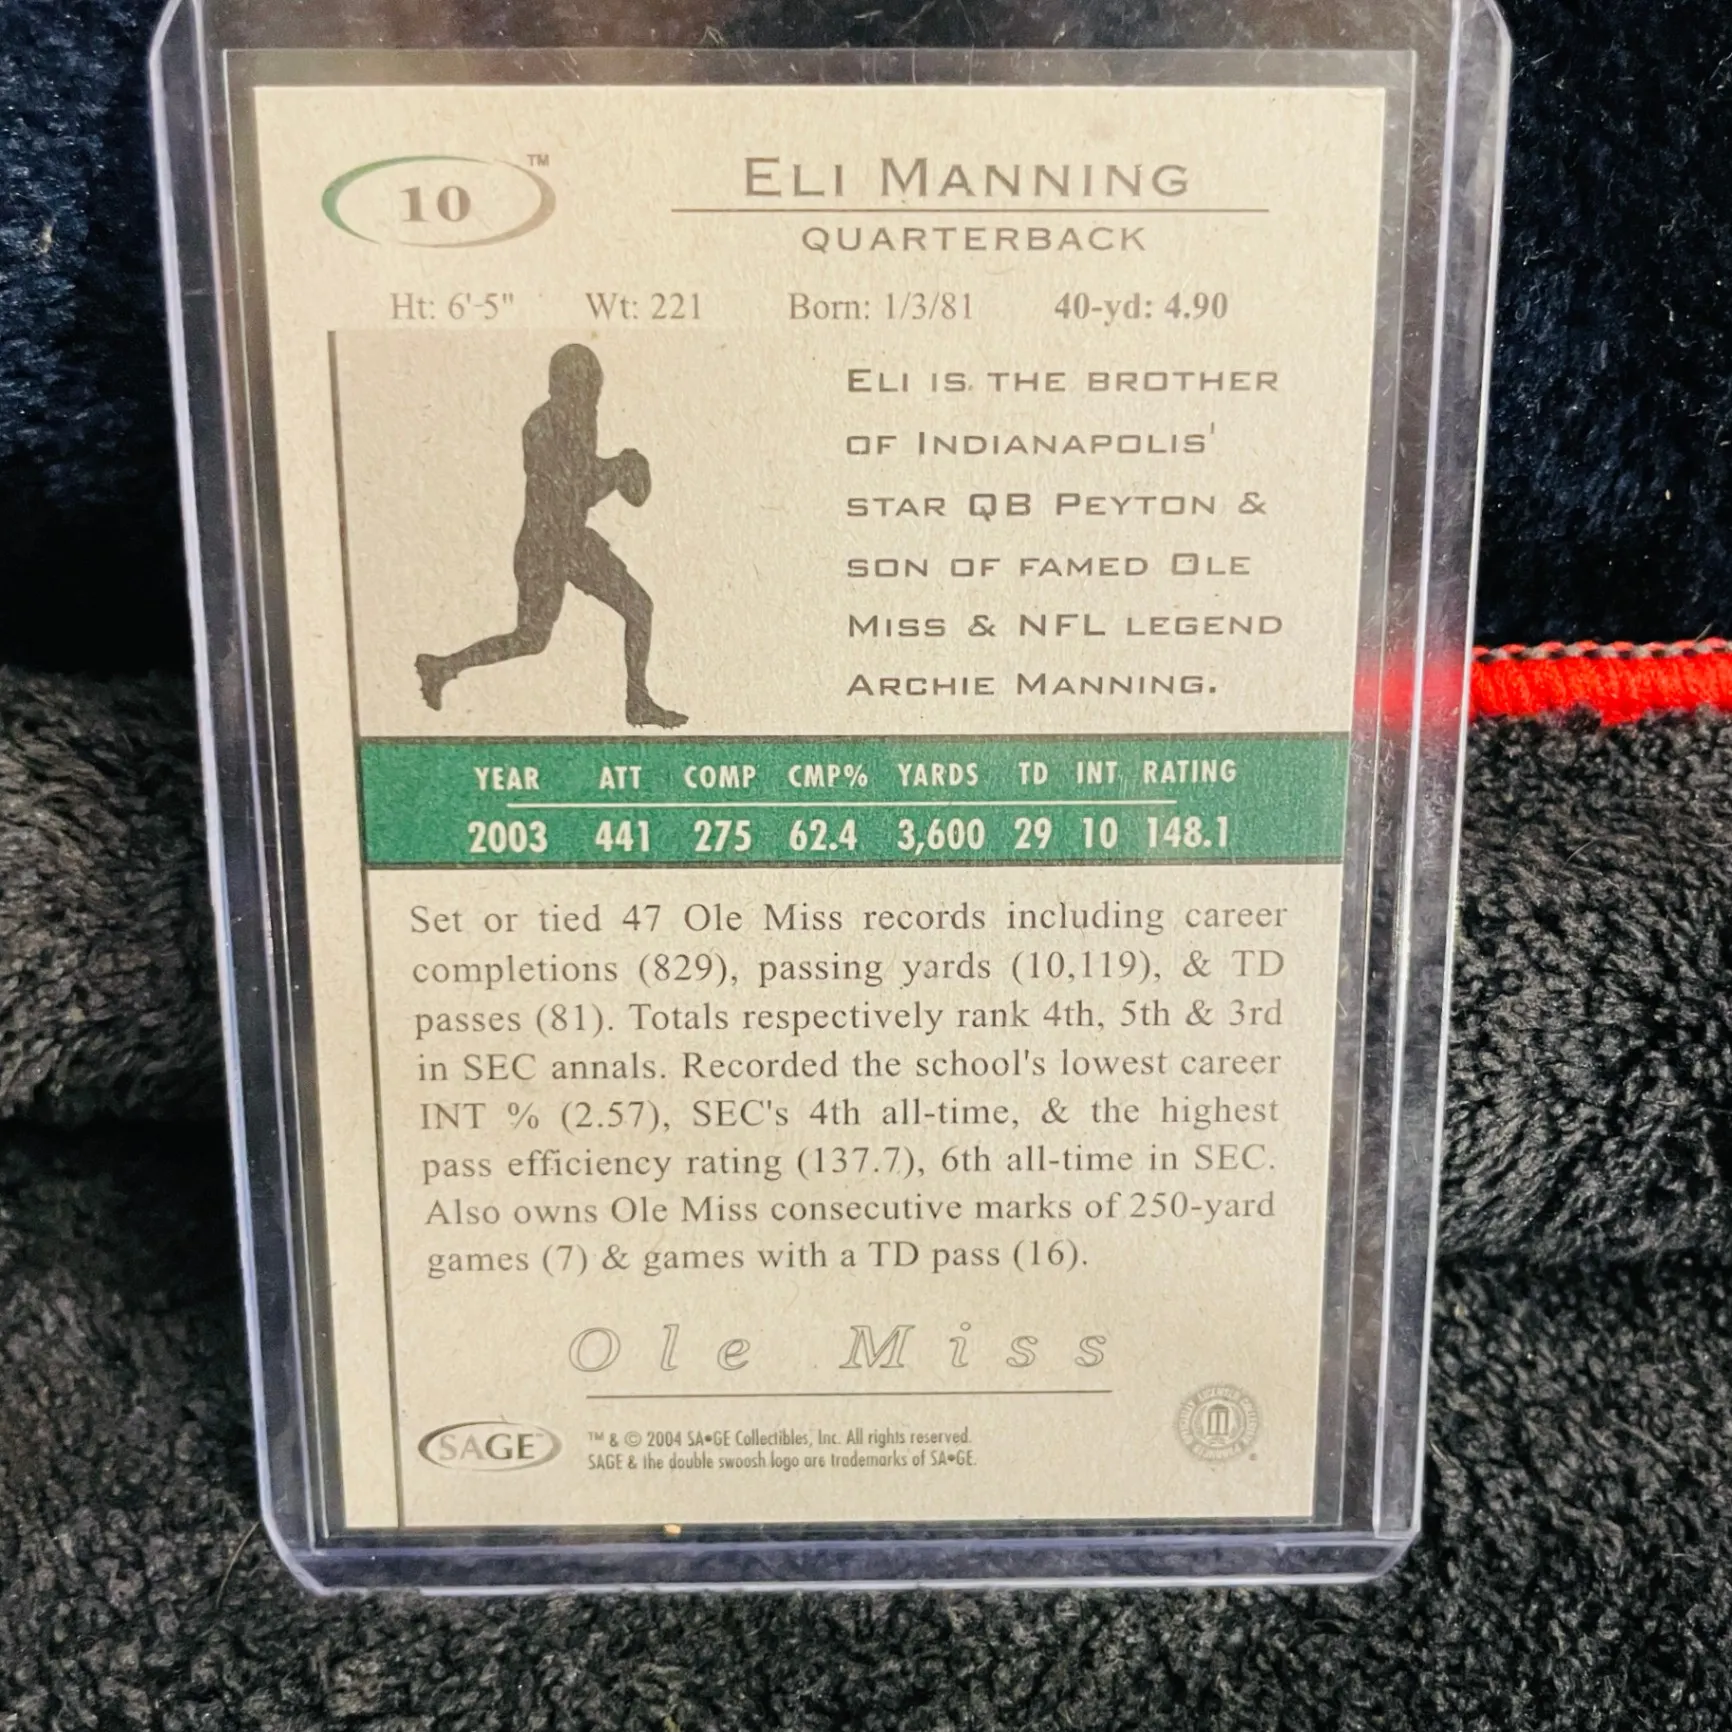 10
TM
ELI MANNING
QUARTERBACK
Ht: 6'-5" Wt: 221 Born: 1/3/81 40-yd: 4.90
ELI IS THE BROTHER
OF INDIANAPOLIS'
STAR QB PEYTON &
SON OF FAMED OLE
MISS & NFL LEGEND
ARCHIE MANNING.
YEAR ATT COMP CMP% YARDS TD INT RATING
2003 441 275 62.4 3,600 29 10 148.1
Set or tied 47 Ole Miss records including career
completions (829), passing yards (10,119), & TD
passes (81). Totals respectively rank 4th, 5th & 3rd
in SEC annals. Recorded the school's lowest career
INT % (2.57), SEC's 4th all-time, & the highest
pass efficiency rating (137.7), 6th all-time in SEC.
Also owns Ole Miss consecutive marks of 250-yard
games (7) & games with a TD pass (16).
Ole Miss
SAGE
™ & © 2004 SA•GE Collectibles, Inc. All rights reserved.
SAGE & the double swoosh logo are trademarks of SA•GE.